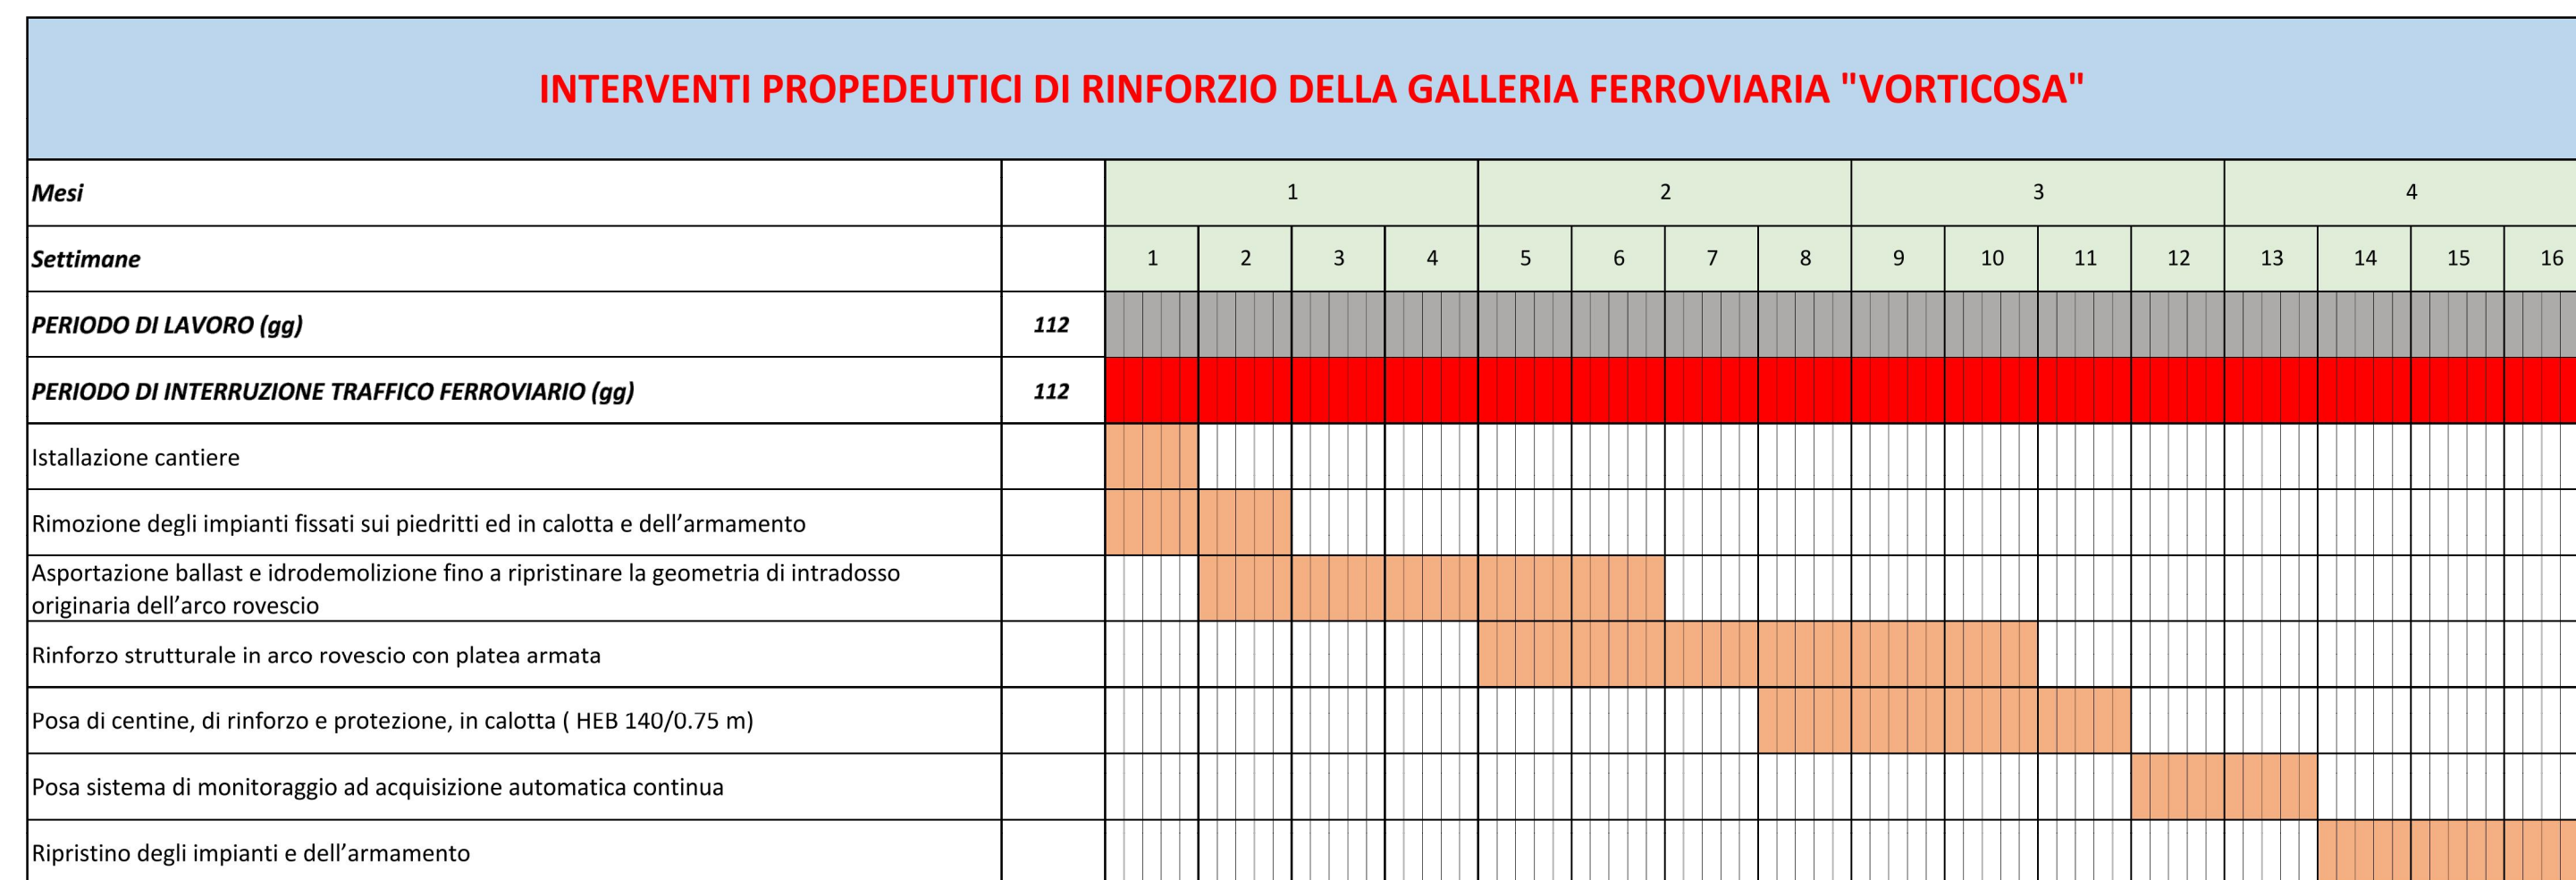 INTERVENTI PROPEDEUTICI DI RINFORZIO DELLA GALLERIA FERROVIARIA "VORTICOSA"
Mesi 1 2 3 4
Settimane 1 2 3 4 5 6 7 8 9 10 11 12 13 14 15 16
PERIODO DI LAVORO (gg) 112
PERIODO DI INTERRUZIONE TRAFFICO FERROVIARIO (gg) 112
Istallazione cantiere
Rimozione degli impianti fissati sui piedritti ed in calotta e dell’armamento
Asportazione ballast e idrodemolizione fino a ripristinare la geometria di intradosso
originaria dell’arco rovescio
Rinforzo strutturale in arco rovescio con platea armata
Posa di centine, di rinforzo e protezione, in calotta ( HEB 140/0.75 m)
Posa sistema di monitoraggio ad acquisizione automatica continua
Ripristino degli impianti e dell’armamento